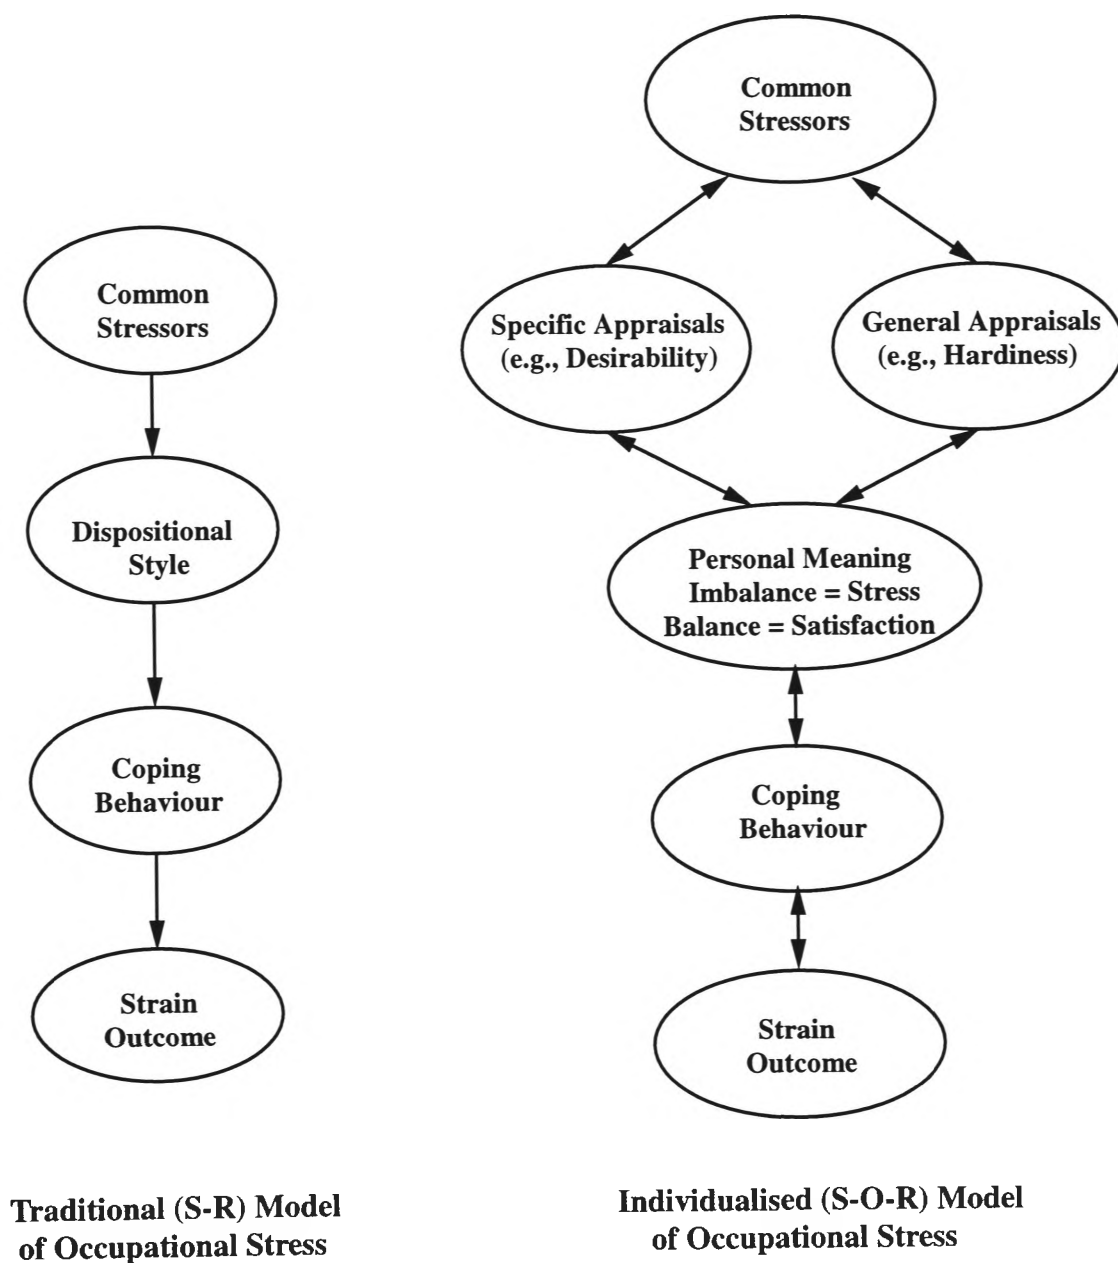 Common
Stressors
Dispositional
Style
Coping
Behaviour
Strain
Outcome
Traditional (S-R) Model
of Occupational Stress
Common
Stressors
Specific Appraisals
(e.g., Desirability)
General Appraisals
(e.g., Hardiness)
Personal Meaning
Imbalance = Stress
Balance = Satisfaction
Coping
Behaviour
Strain
Outcome
Individualised (S-O-R) Model
of Occupational Stress